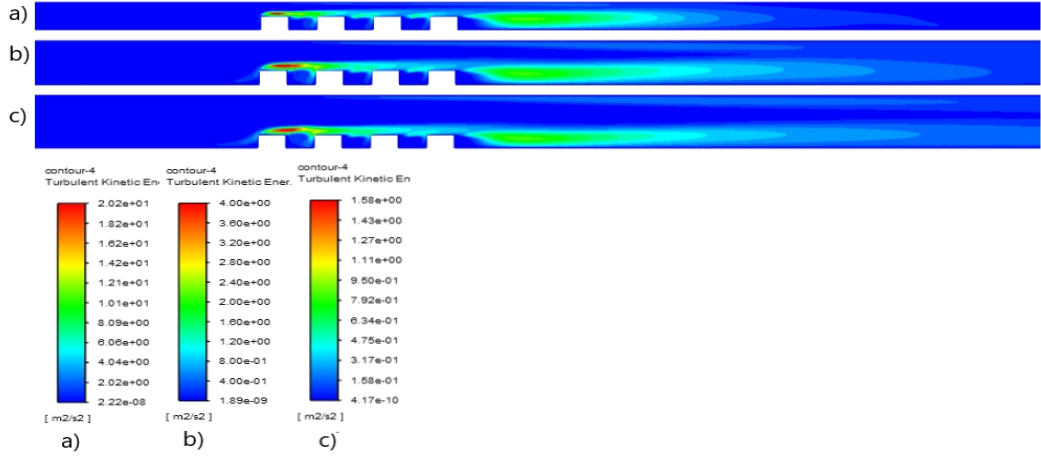 a)
b)
c)
contour-4
Turbulent Kinetic En
2.02e+01
1.82e+01
1.62e+01
1.42e+01
1.21e+01
1.01e+01
8.09e+00
6.06e+00
4.04e+00
2.02e+00
2.22e-08
[ m2/s2 ]
a)
contour-4
Turbulent Kinetic Ener.
4.00e+00
3.60e+00
3.20e+00
2.80e+00
2.40e+00
2.00e+00
1.60e+00
1.20e+00
8.00e-01
4.00e-01
1.89e-09
[ m2/s2 ]
b)
contour-4
Turbulent Kinetic En
1.58e+00
1.43e+00
1.27e+00
1.11e+00
9.50e-01
7.92e-01
6.34e-01
4.75e-01
3.17e-01
1.58e-01
4.17e-10
[ m2/s2 ]
c)